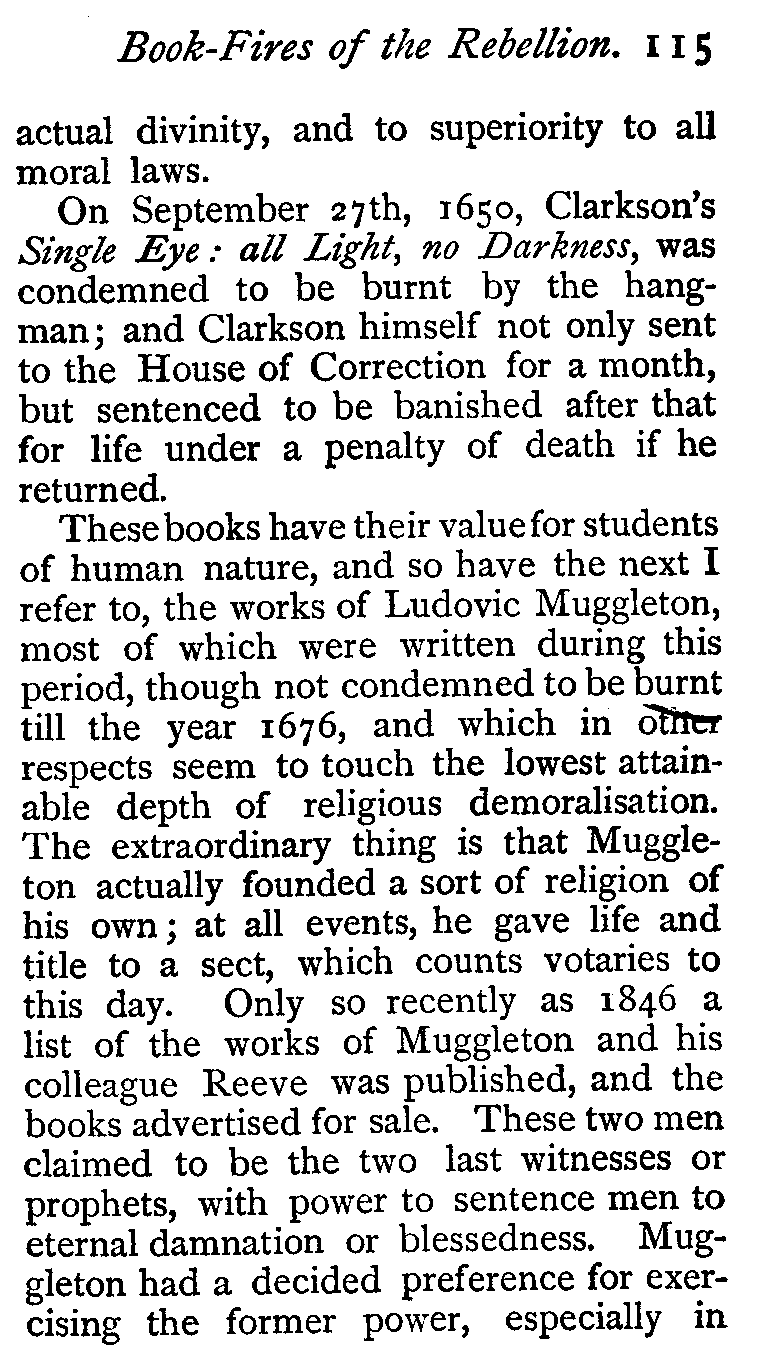 Book-Fires of the Rebellion. 115
actual divinity, and to superiority to all
moral laws.
On September 27th, 1650, Clarkson's
Single Eye: all Light, no Darkness, was
condemned to be burnt by the hang-
man; and Clarkson himself not only sent
to the House of Correction for a month,
but sentenced to be banished after that
for life under a penalty of death if he
returned.
These books have their value for students
of human nature, and so have the next I
refer to, the works of Ludovic Muggleton,
most of which were written during this
period, though not condemned to be burnt
till the year 1676, and which in other
respects seem to touch the lowest attain-
able depth of religious demoralisation.
The extraordinary thing is that Muggle-
ton actually founded a sort of religion of
his own; at all events, he gave life and
title to a sect, which counts votaries to
this day. Only so recently as 1846 a
list of the works of Muggleton and his
colleague Reeve was published, and the
books advertised for sale. These two men
claimed to be the two last witnesses or
prophets, with power to sentence men to
eternal damnation or blessedness. Mug-
gleton had a decided preference for exer-
cising the former power, especially in